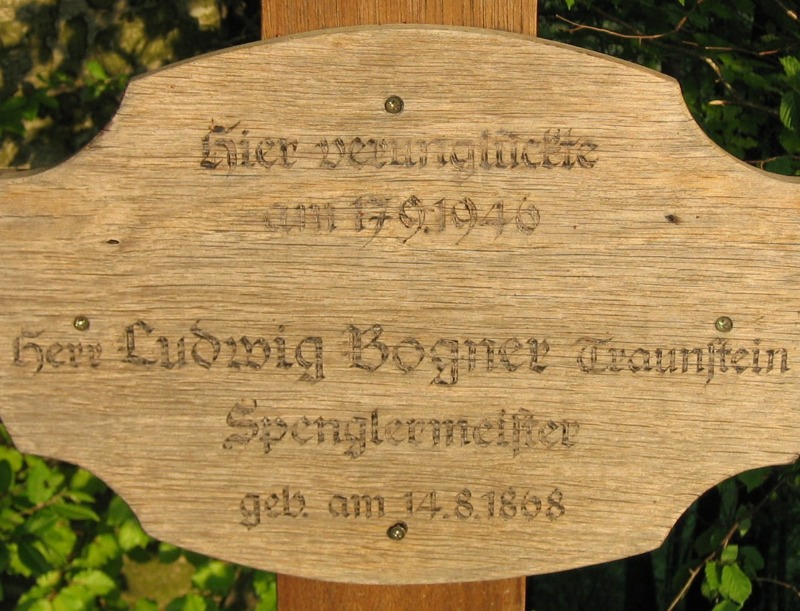 Hier verunglückte
am 17.9.1946
Herr Ludwig Bogner Traunstein
Spenglermeister
geb. am 14.8.1868